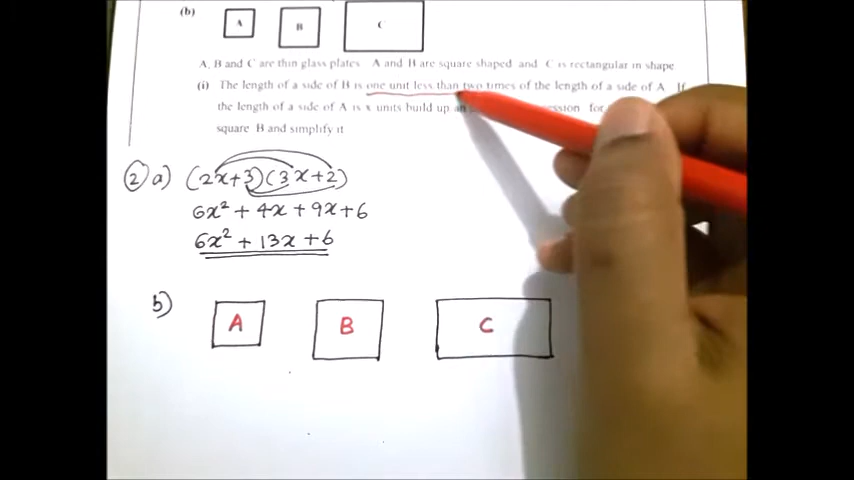 (b)
A B C
A, B and C are thin glass plates A and B are square shaped and C is rectangular in shape
(i) The length of a side of B is one unit less than two times of the length of a side of A If
the length of a side of A is x units build up an for
square B and simplify it
2 a) (2x+3)(3x+2)
6x² + 4x + 9x + 6
6x² + 13x + 6
b) A B C